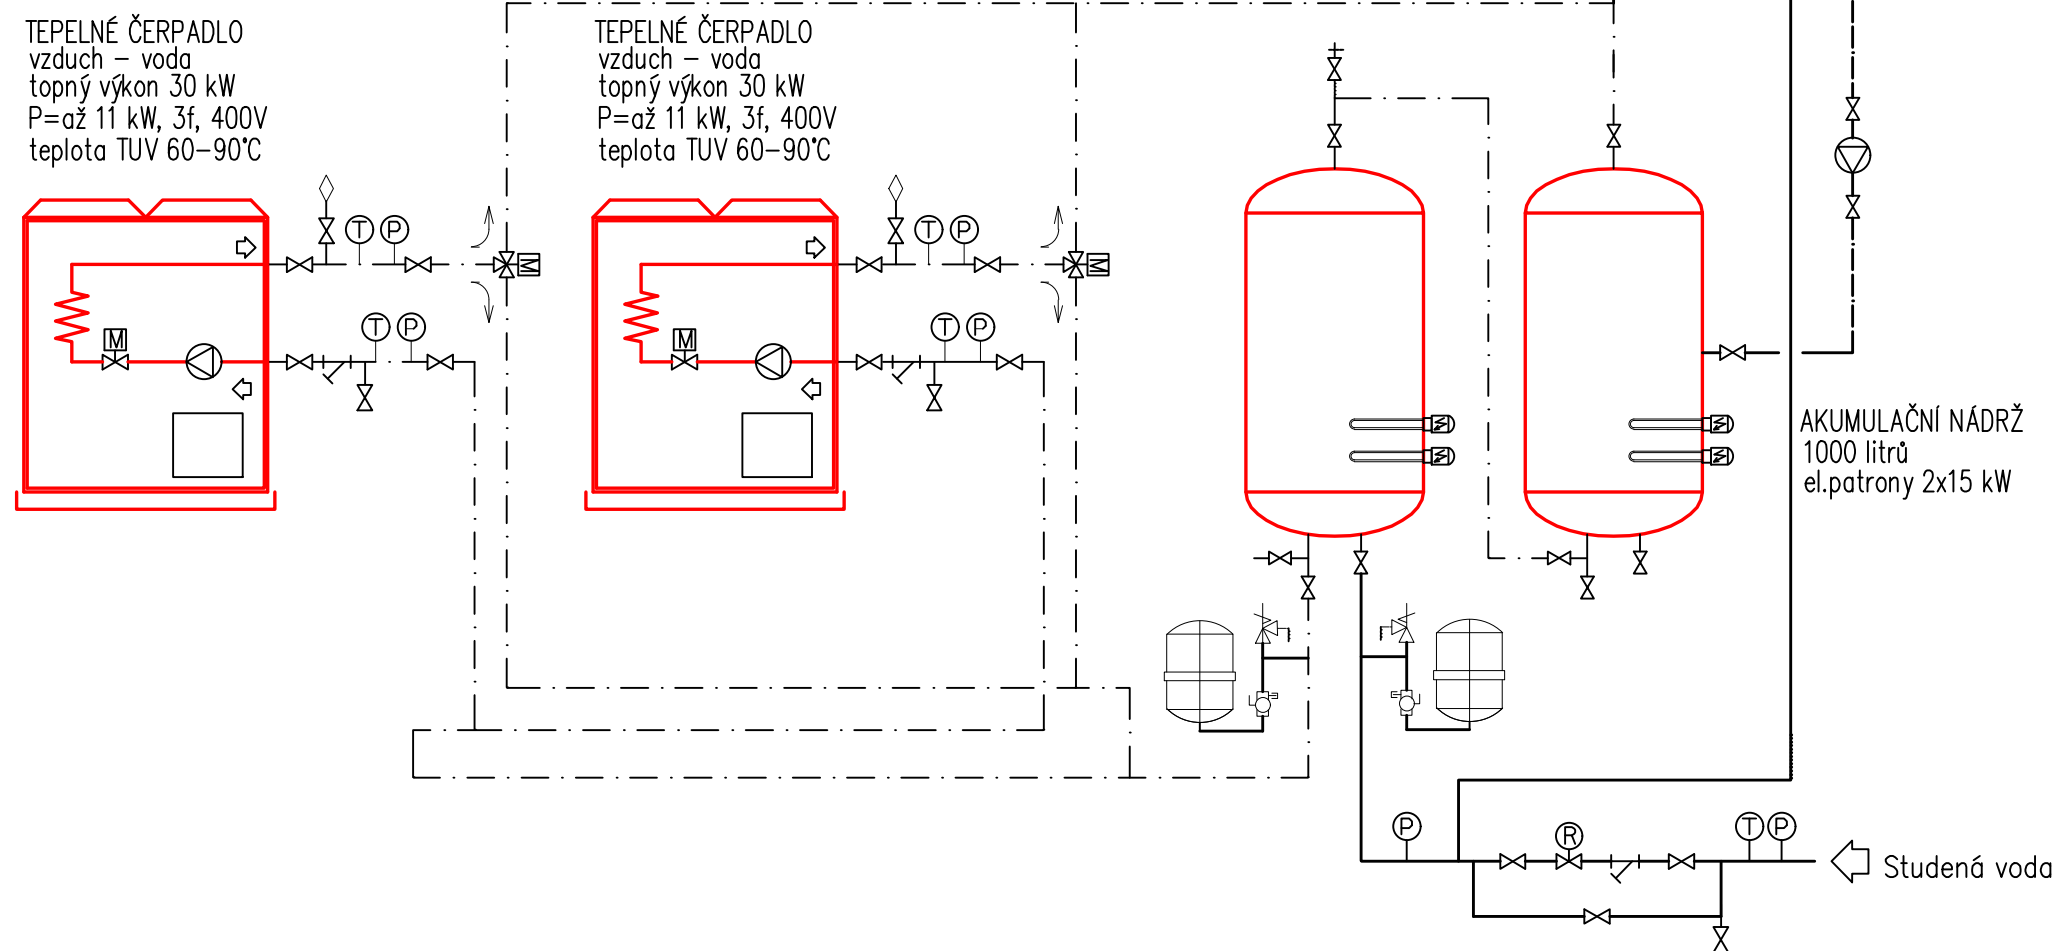 TEPELNÉ ČERPADLO
vzduch – voda
topný výkon 30 kW
P=až 11 kW, 3f, 400V
teplota TUV 60–90°C
TEPELNÉ ČERPADLO
vzduch – voda
topný výkon 30 kW
P=až 11 kW, 3f, 400V
teplota TUV 60–90°C
T P
M
T P
M
T P
M
T P
M
AKUMULAČNÍ NÁDRŽ
1000 litrů
el.patrony 2x15 kW
P
R
T P
Studená voda